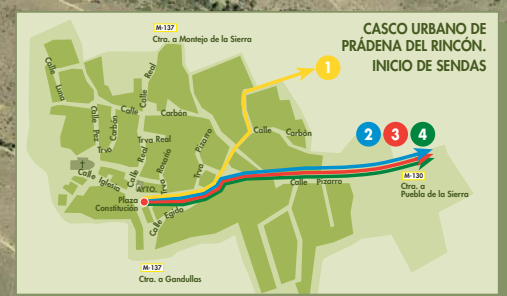 CASCO URBANO DE
PRÁDENA DEL RINCÓN.
INICIO DE SENDAS
M-137
Ctra. a Montejo de la Sierra
1
Calle Luna
Calle Pez
Calle Real
Calle Carbón
Carbón
Trva
Trva Real
Calle Real
Trva Rosario
Trva Pizarro
Calle Carbón
2 3 4
Calle Iglesia
AYTO.
Plaza
Constitución
Calle Egido
Calle Pizarro
M-130
Ctra. a
Puebla de la Sierra
M-137
Ctra. a Gandullas